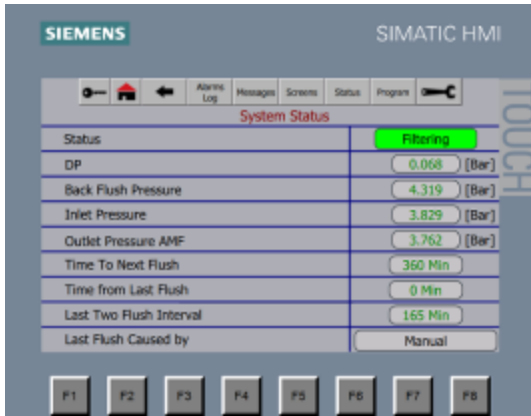 SIEMENS
SIMATIC HMI
TOUCH
Alarms Log
Messages
Screens
Status
Program
System Status
Status Filtering
DP 0.068 [Bar]
Back Flush Pressure 4.319 [Bar]
Inlet Pressure 3.829 [Bar]
Outlet Pressure AMF 3.762 [Bar]
Time To Next Flush 360 Min
Time from Last Flush 0 Min
Last Two Flush Interval 165 Min
Last Flush Caused by Manual
F1 F2 F3 F4 F5 F6 F7 F8